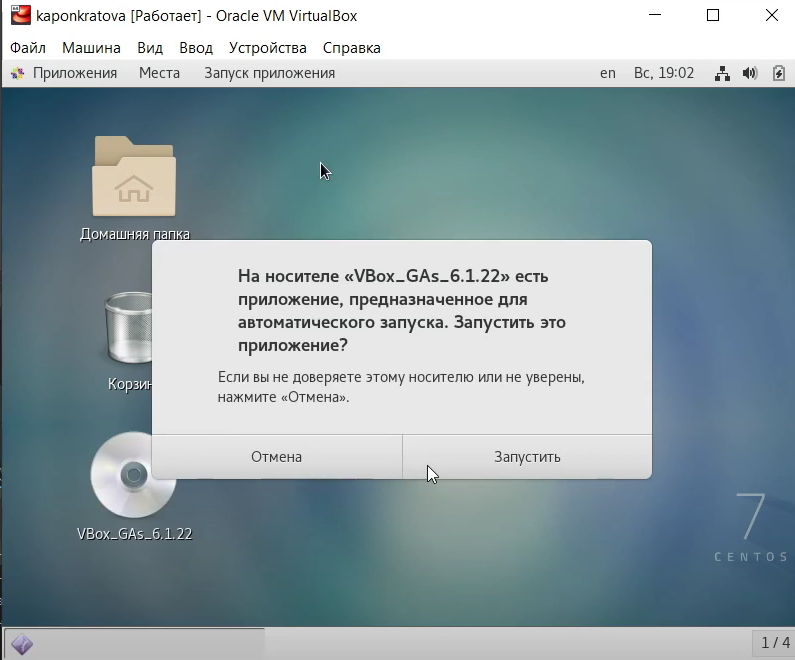 kaponkratova [Работает] - Oracle VM VirtualBox
Файл Машина Вид Ввод Устройства Справка
Приложения Места Запуск приложения en Вс, 19:02
Домашняя папка
На носителе «VBox_GAs_6.1.22» есть
приложение, предназначенное для
автоматического запуска. Запустить это
приложение?
Если вы не доверяете этому носителю или не уверены,
нажмите «Отмена».
Корзин
Отмена Запустить
VBox_GAs_6.1.22
7
CENTOS
1 / 4